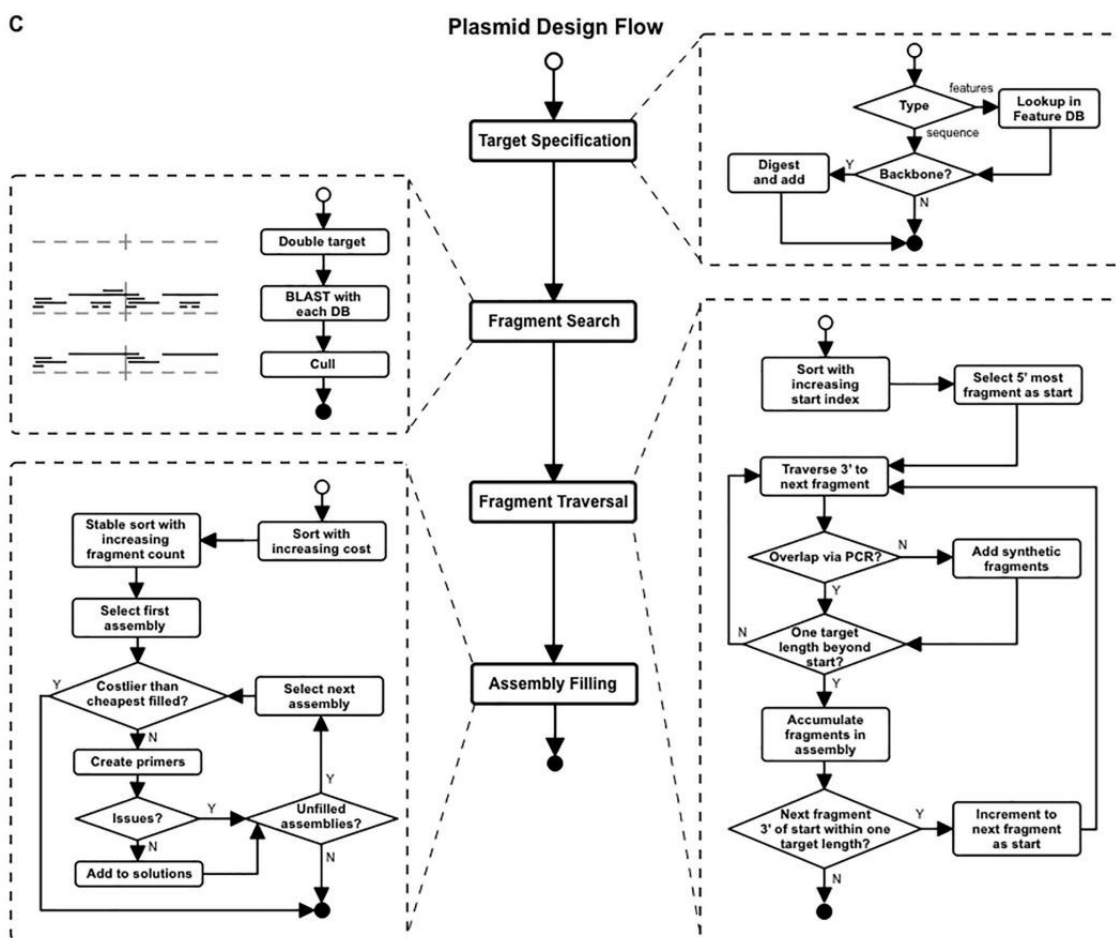 C
Plasmid Design Flow
Target Specification
Fragment Search
Fragment Traversal
Assembly Filling
Type
features
Lookup in
Feature DB
sequence
Backbone?
Y
Digest
and add
N
Double target
BLAST with
each DB
Cull
Sort with
increasing
start index
Select 5' most
fragment as start
Traverse 3' to
next fragment
Overlap via PCR?
N
Add synthetic
fragments
Y
One target
length beyond
start?
N
Y
Accumulate
fragments in
assembly
Next fragment
3' of start within one
target length?
Y
Increment to
next fragment
as start
N
Sort with
increasing cost
Stable sort with
increasing
fragment count
Select first
assembly
Costlier than
cheapest filled?
Y
N
Select next
assembly
Create primers
Issues?
Y
N
Unfilled
assemblies?
Y
N
Add to solutions